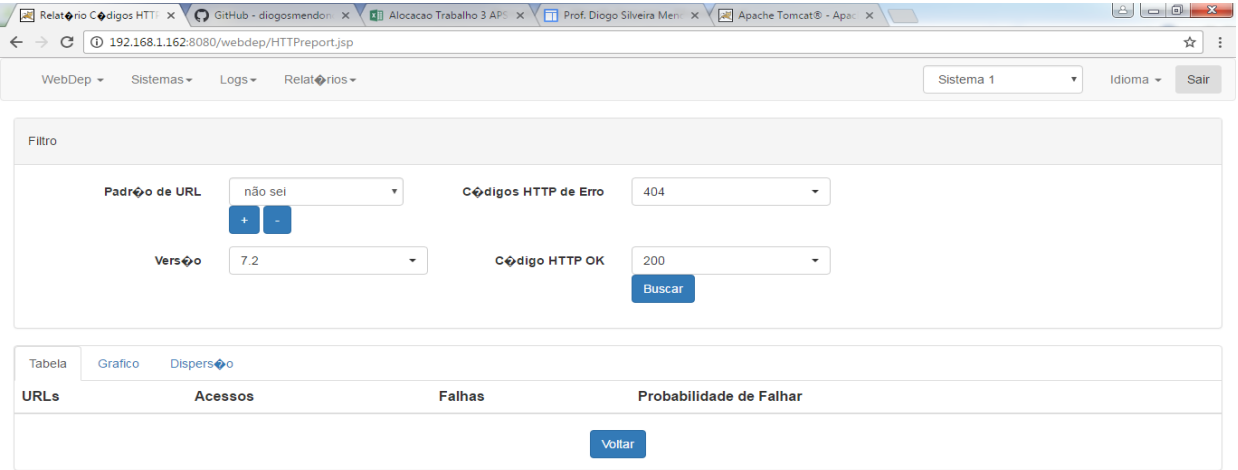 Relat�rio C�digos HTT
GitHub - diogosmendon
Alocacao Trabalho 3 APS
Prof. Diogo Silveira Men
Apache Tomcat® - Apac
192.168.1.162:8080/webdep/HTTPreport.jsp
WebDep Sistemas Logs Relat�rios Sistema 1 Idioma Sair
Filtro
Padr�o de URL não sei C�digos HTTP de Erro 404
+ -
Vers�o 7.2 C�digo HTTP OK 200
Buscar
Tabela Grafico Dispers�o
URLs Acessos Falhas Probabilidade de Falhar
Voltar